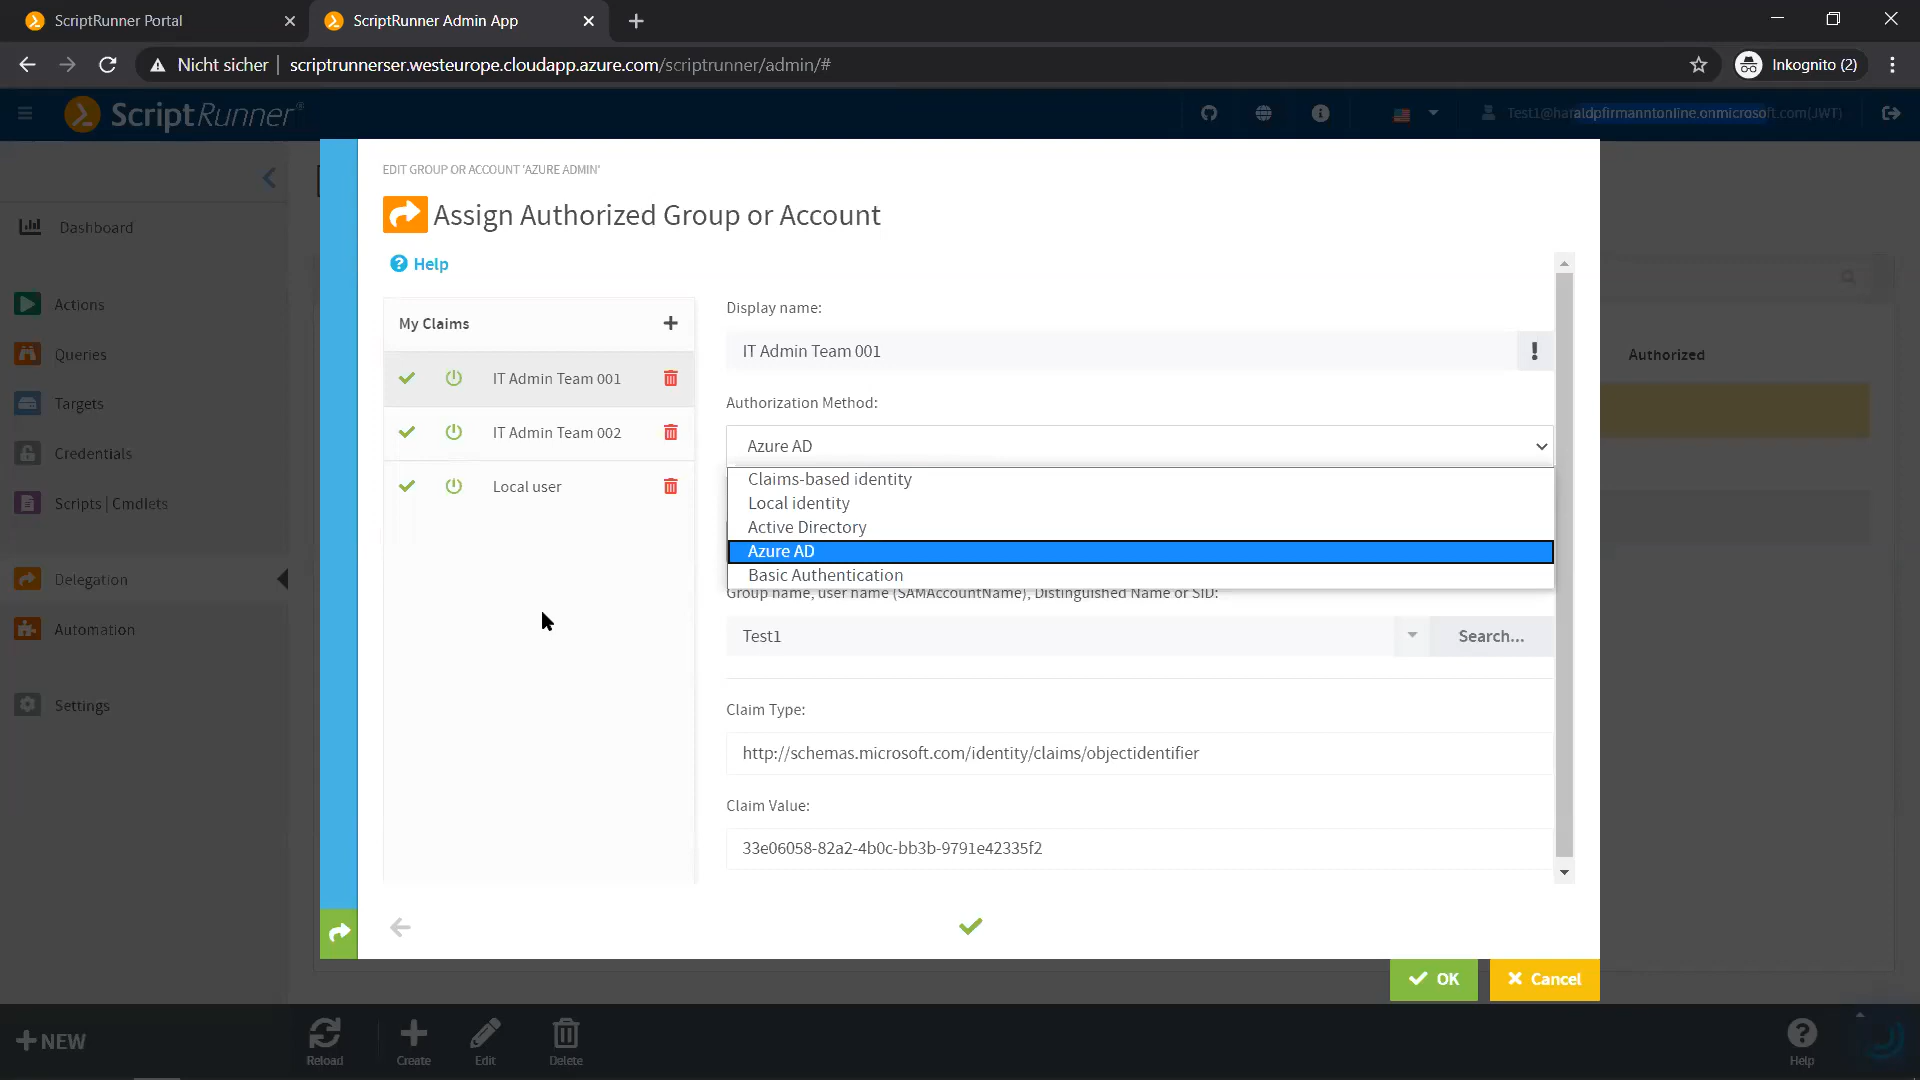 ScriptRunner Portal
ScriptRunner Admin App
Nicht sicher
scriptrunnerser.westeurope.cloudapp.azure.com/scriptrunner/admin/#
Inkognito (2)
ScriptRunner®
Test1@haraldpfirmanntonline.onmicrosoft.com(JWT)
EDIT GROUP OR ACCOUNT 'AZURE ADMIN'
Assign Authorized Group or Account
Help
Dashboard
Actions
Queries
Targets
Credentials
Scripts | Cmdlets
Delegation
Automation
Settings
My Claims
IT Admin Team 001
IT Admin Team 002
Local user
Display name:
IT Admin Team 001
Authorization Method:
Azure AD
Claims-based identity
Local identity
Active Directory
Azure AD
Basic Authentication
Group name, user name (SAMAccountName), Distinguished Name or SID:
Test1
Search...
Claim Type:
http://schemas.microsoft.com/identity/claims/objectidentifier
Claim Value:
33e06058-82a2-4b0c-bb3b-9791e42335f2
Authorized
OK
Cancel
NEW
Reload
Create
Edit
Delete
Help